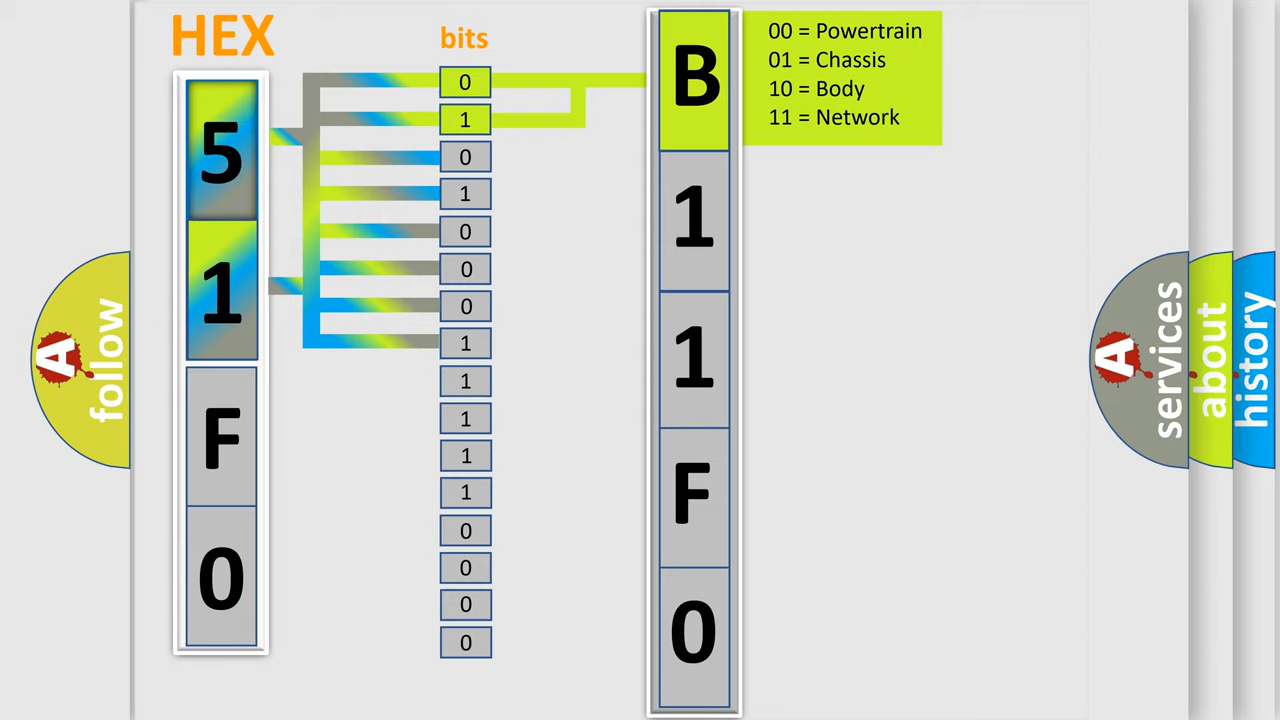 HEX
bits
5
1
F
0
0
1
0
1
0
0
0
1
1
1
1
1
0
0
0
0
B
1
1
F
0
00 = Powertrain
01 = Chassis
10 = Body
11 = Network
A follow
A services
about
history